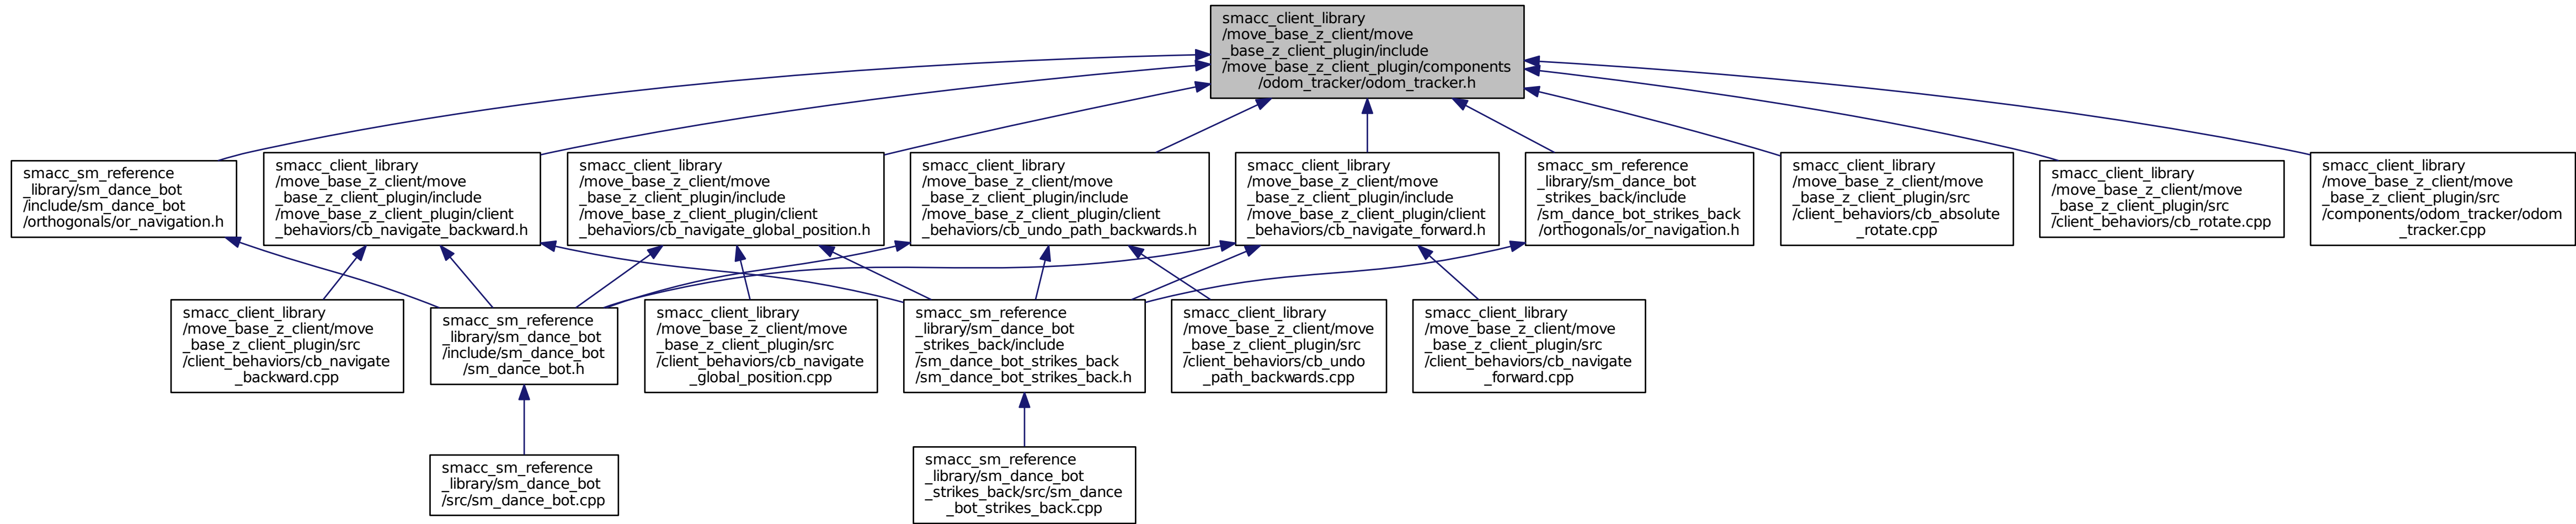 smacc_client_library
/move_base_z_client/move
_base_z_client_plugin/include
/move_base_z_client_plugin/components
/odom_tracker/odom_tracker.h
smacc_sm_reference
_library/sm_dance_bot
/include/sm_dance_bot
/orthogonals/or_navigation.h
smacc_client_library
/move_base_z_client/move
_base_z_client_plugin/include
/move_base_z_client_plugin/client
_behaviors/cb_navigate_backward.h
smacc_client_library
/move_base_z_client/move
_base_z_client_plugin/include
/move_base_z_client_plugin/client
_behaviors/cb_navigate_global_position.h
smacc_client_library
/move_base_z_client/move
_base_z_client_plugin/include
/move_base_z_client_plugin/client
_behaviors/cb_undo_path_backwards.h
smacc_client_library
/move_base_z_client/move
_base_z_client_plugin/include
/move_base_z_client_plugin/client
_behaviors/cb_navigate_forward.h
smacc_sm_reference
_library/sm_dance_bot
_strikes_back/include
/sm_dance_bot_strikes_back
/orthogonals/or_navigation.h
smacc_client_library
/move_base_z_client/move
_base_z_client_plugin/src
/client_behaviors/cb_absolute
_rotate.cpp
smacc_client_library
/move_base_z_client/move
_base_z_client_plugin/src
/client_behaviors/cb_rotate.cpp
smacc_client_library
/move_base_z_client/move
_base_z_client_plugin/src
/components/odom_tracker/odom
_tracker.cpp
smacc_client_library
/move_base_z_client/move
_base_z_client_plugin/src
/client_behaviors/cb_navigate
_backward.cpp
smacc_sm_reference
_library/sm_dance_bot
/include/sm_dance_bot
/sm_dance_bot.h
smacc_client_library
/move_base_z_client/move
_base_z_client_plugin/src
/client_behaviors/cb_navigate
_global_position.cpp
smacc_sm_reference
_library/sm_dance_bot
_strikes_back/include
/sm_dance_bot_strikes_back
/sm_dance_bot_strikes_back.h
smacc_client_library
/move_base_z_client/move
_base_z_client_plugin/src
/client_behaviors/cb_undo
_path_backwards.cpp
smacc_client_library
/move_base_z_client/move
_base_z_client_plugin/src
/client_behaviors/cb_navigate
_forward.cpp
smacc_sm_reference
_library/sm_dance_bot
/src/sm_dance_bot.cpp
smacc_sm_reference
_library/sm_dance_bot
_strikes_back/src/sm_dance
_bot_strikes_back.cpp